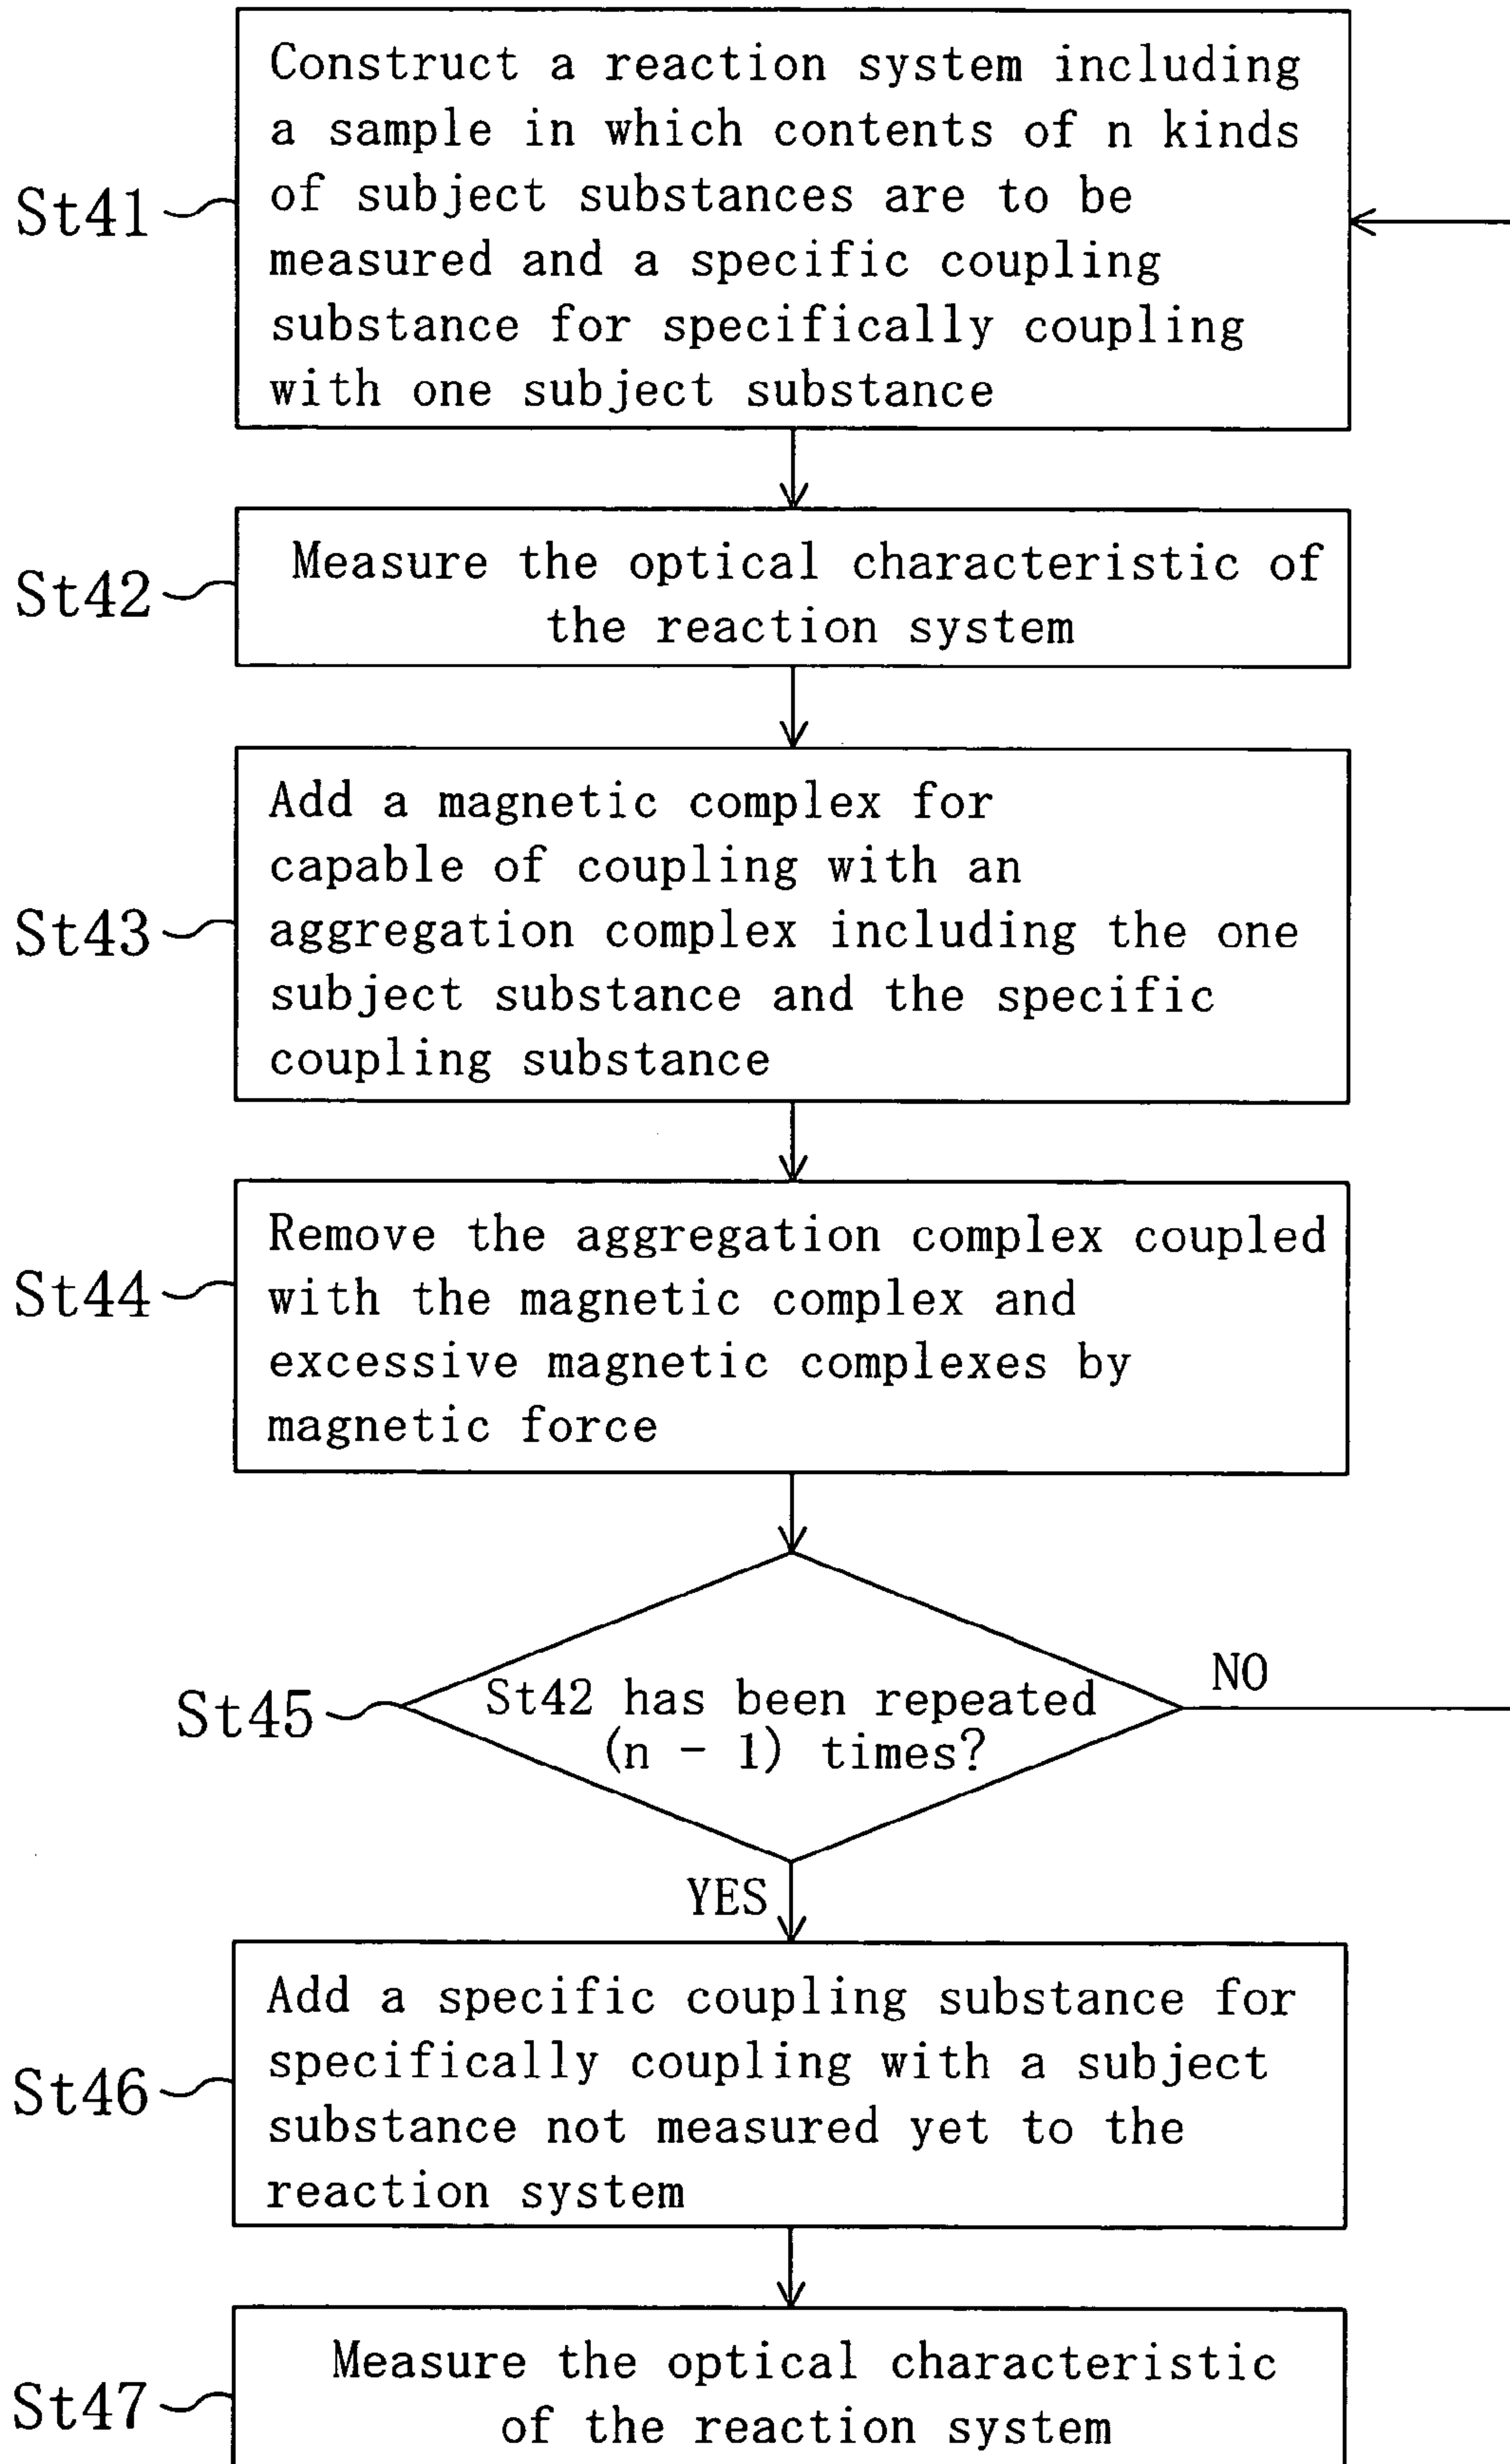 Construct a reaction system including
a sample in which contents of n kinds
of subject substances are to be
measured and a specific coupling
substance for specifically coupling
with one subject substance
St41
Measure the optical characteristic of
the reaction system
St42
Add a magnetic complex for
capable of coupling with an
aggregation complex including the one
subject substance and the specific
coupling substance
St43
Remove the aggregation complex coupled
with the magnetic complex and
excessive magnetic complexes by
magnetic force
St44
St42 has been repeated
(n - 1) times?
St45
NO
YES
Add a specific coupling substance for
specifically coupling with a subject
substance not measured yet to the
reaction system
St46
Measure the optical characteristic
of the reaction system
St47